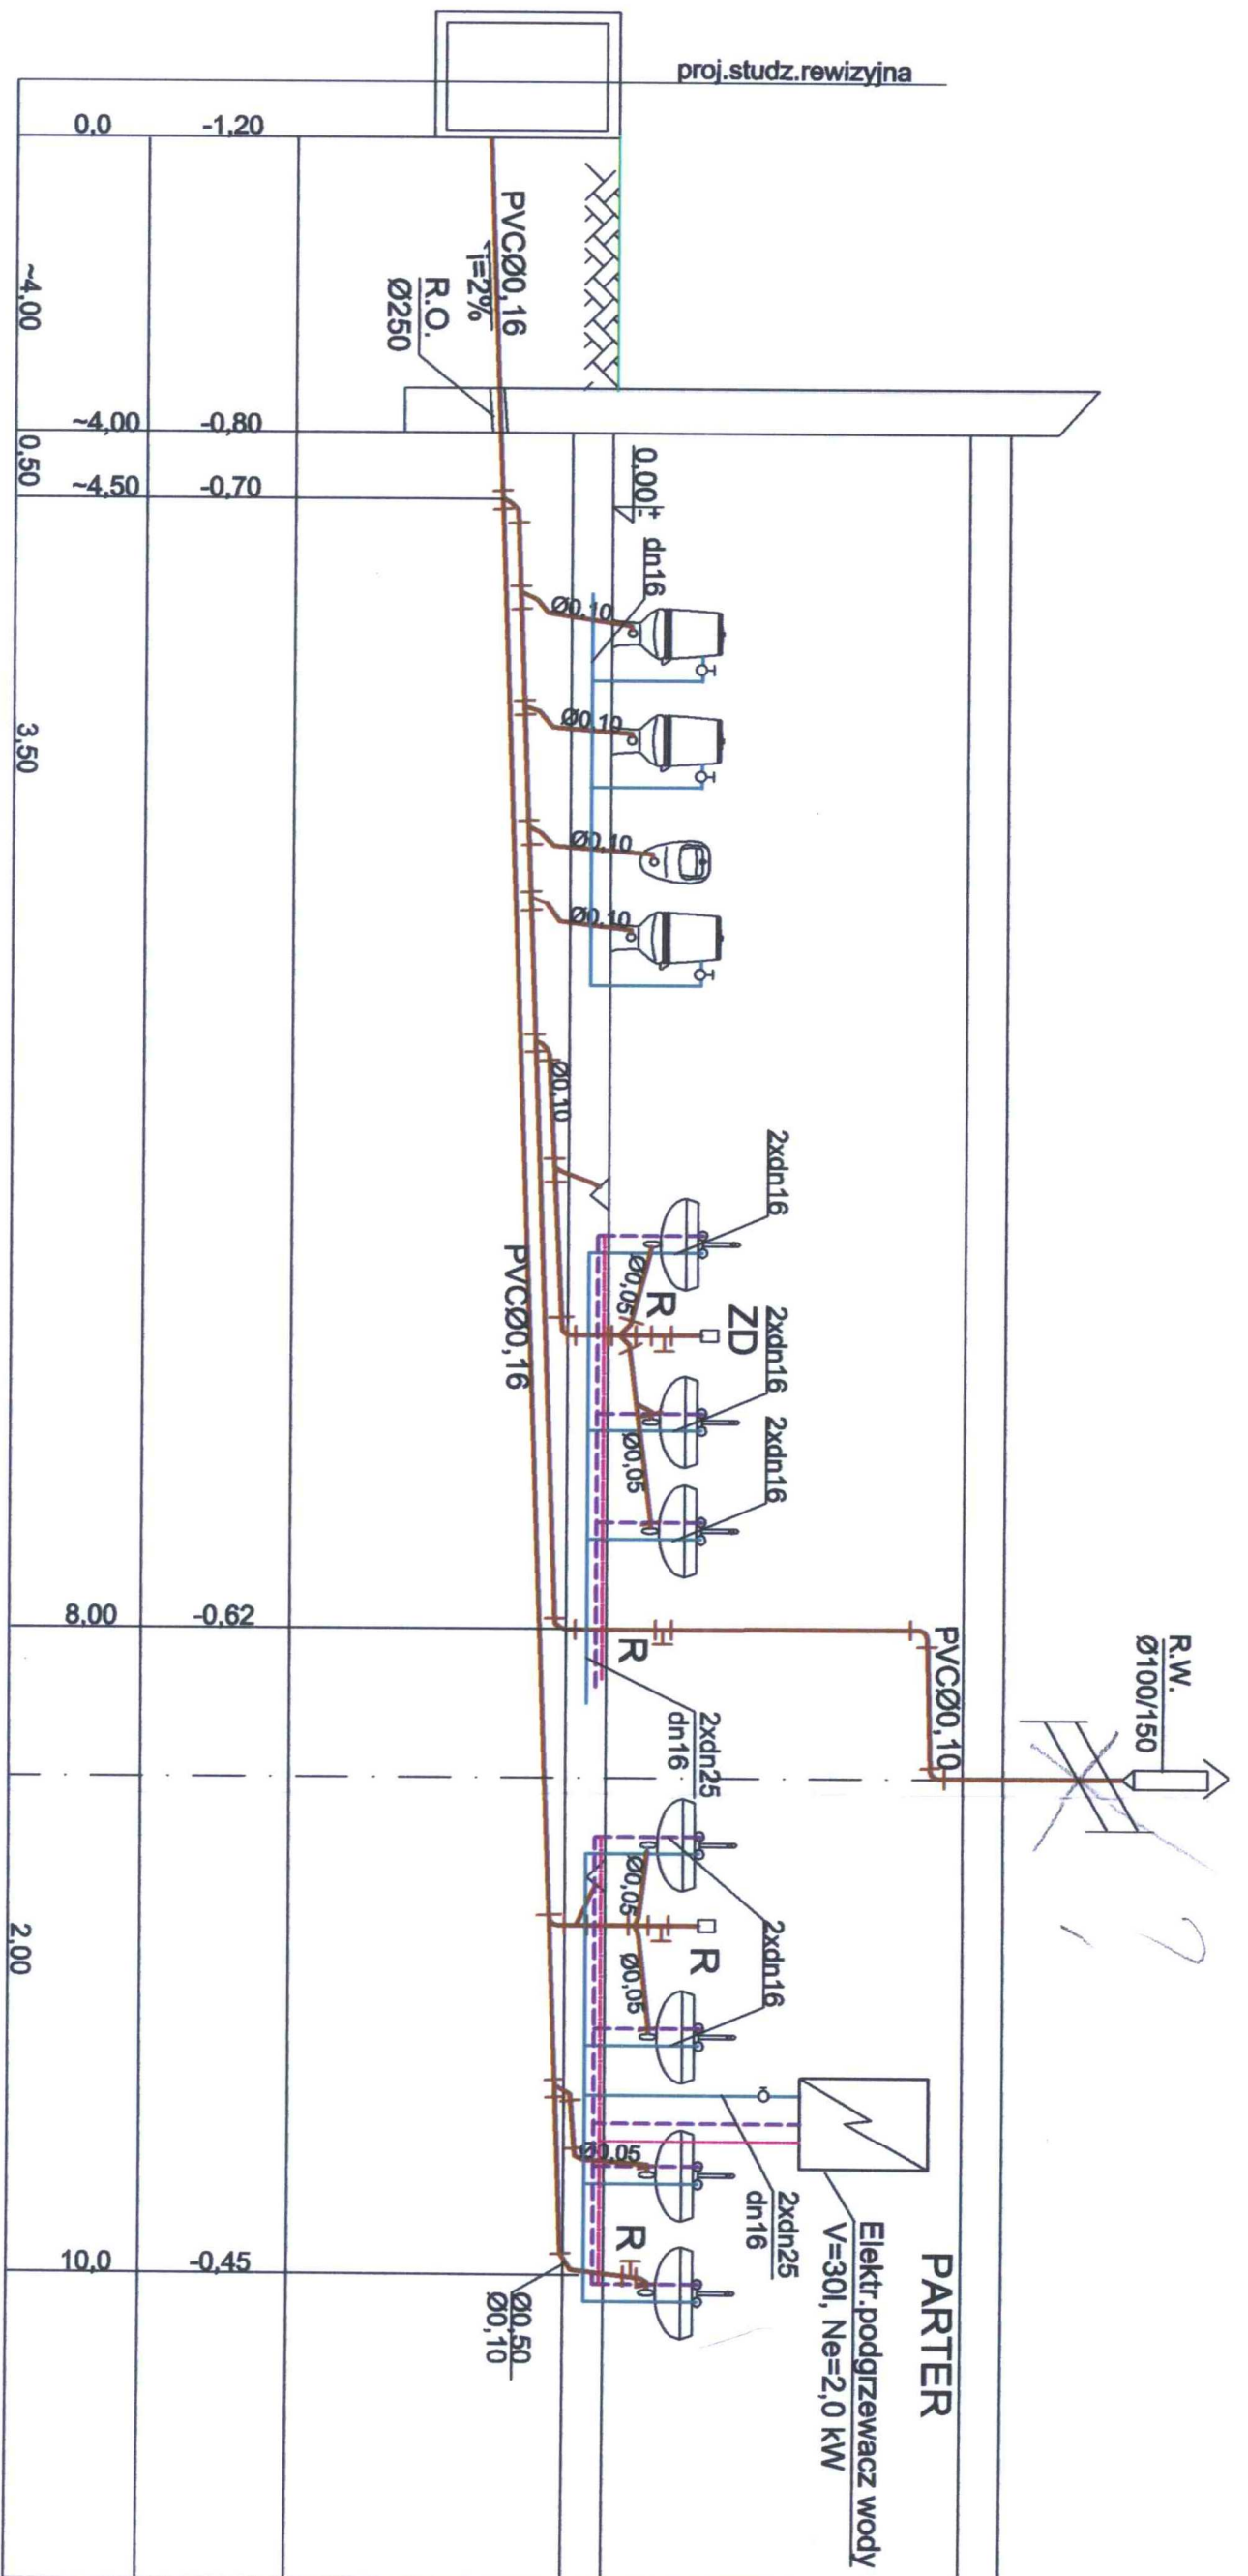 proj.studz.rewizyjna
0,0
-1,20
~4,00
PVCØ0,16
i=2%
R.O.
Ø250
~4,00
-0,80
0,50
~4,50
-0,70
0,00±
dn16
Ø0,10
Ø0,10
Ø0,10
Ø0,10
3,50
Ø0,10
2xdn16
Ø0,05
R
ZD
2xdn16
2xdn16
Ø0,05
PVCØ0,16
8,00
-0,62
R
PVCØ0,10
R.W.
Ø100/150
2xdn25
dn16
Ø0,05
R
Ø0,05
2xdn16
2,00
Ø0,05
2xdn25
dn16
Elektr.podgrzewacz wody
V=30l, Ne=2,0 kW
PARTER
R
10,0
-0,45
Ø0,50
Ø0,10